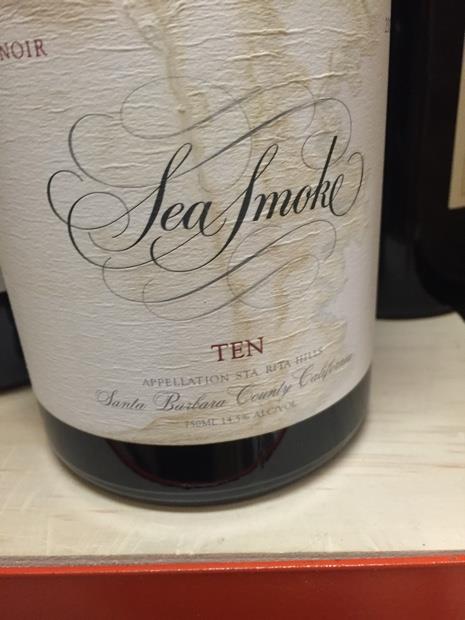 NOIR
Sea Smoke
TEN
APPELLATION STA. RITA HILLS
Santa Barbara County California
750ML 14.5% ALC/VOL